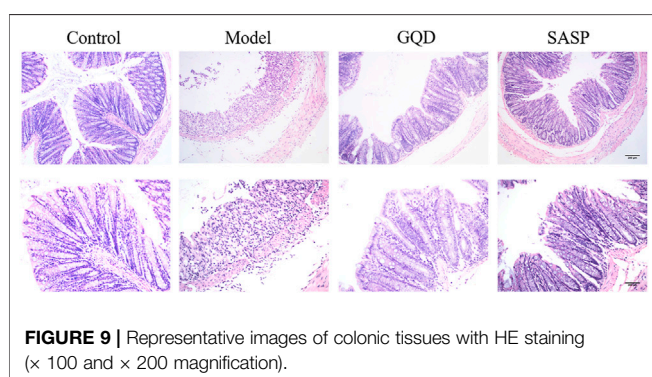 Control Model GQD SASP
FIGURE 9 | Representative images of colonic tissues with HE staining
(× 100 and × 200 magnification).